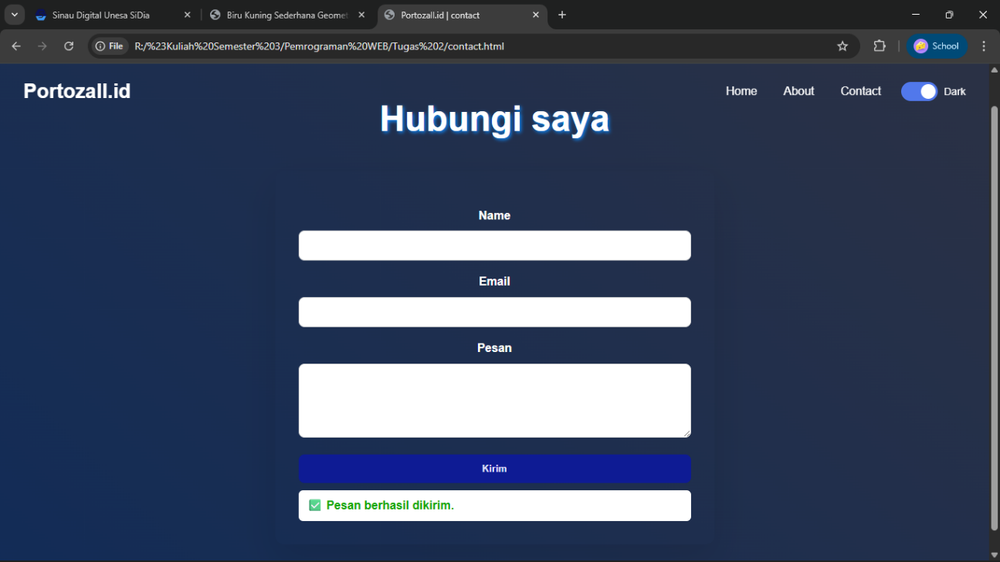 Sinau Digital Unesa SiDia
Biru Kuning Sederhana Geomet
Portozall.id | contact
File
R:/%23Kuliah%20Semester%203/Pemrograman%20WEB/Tugas%202/contact.html
School
Portozall.id
Home
About
Contact
Dark
Hubungi saya
Name
Email
Pesan
Kirim
Pesan berhasil dikirim.